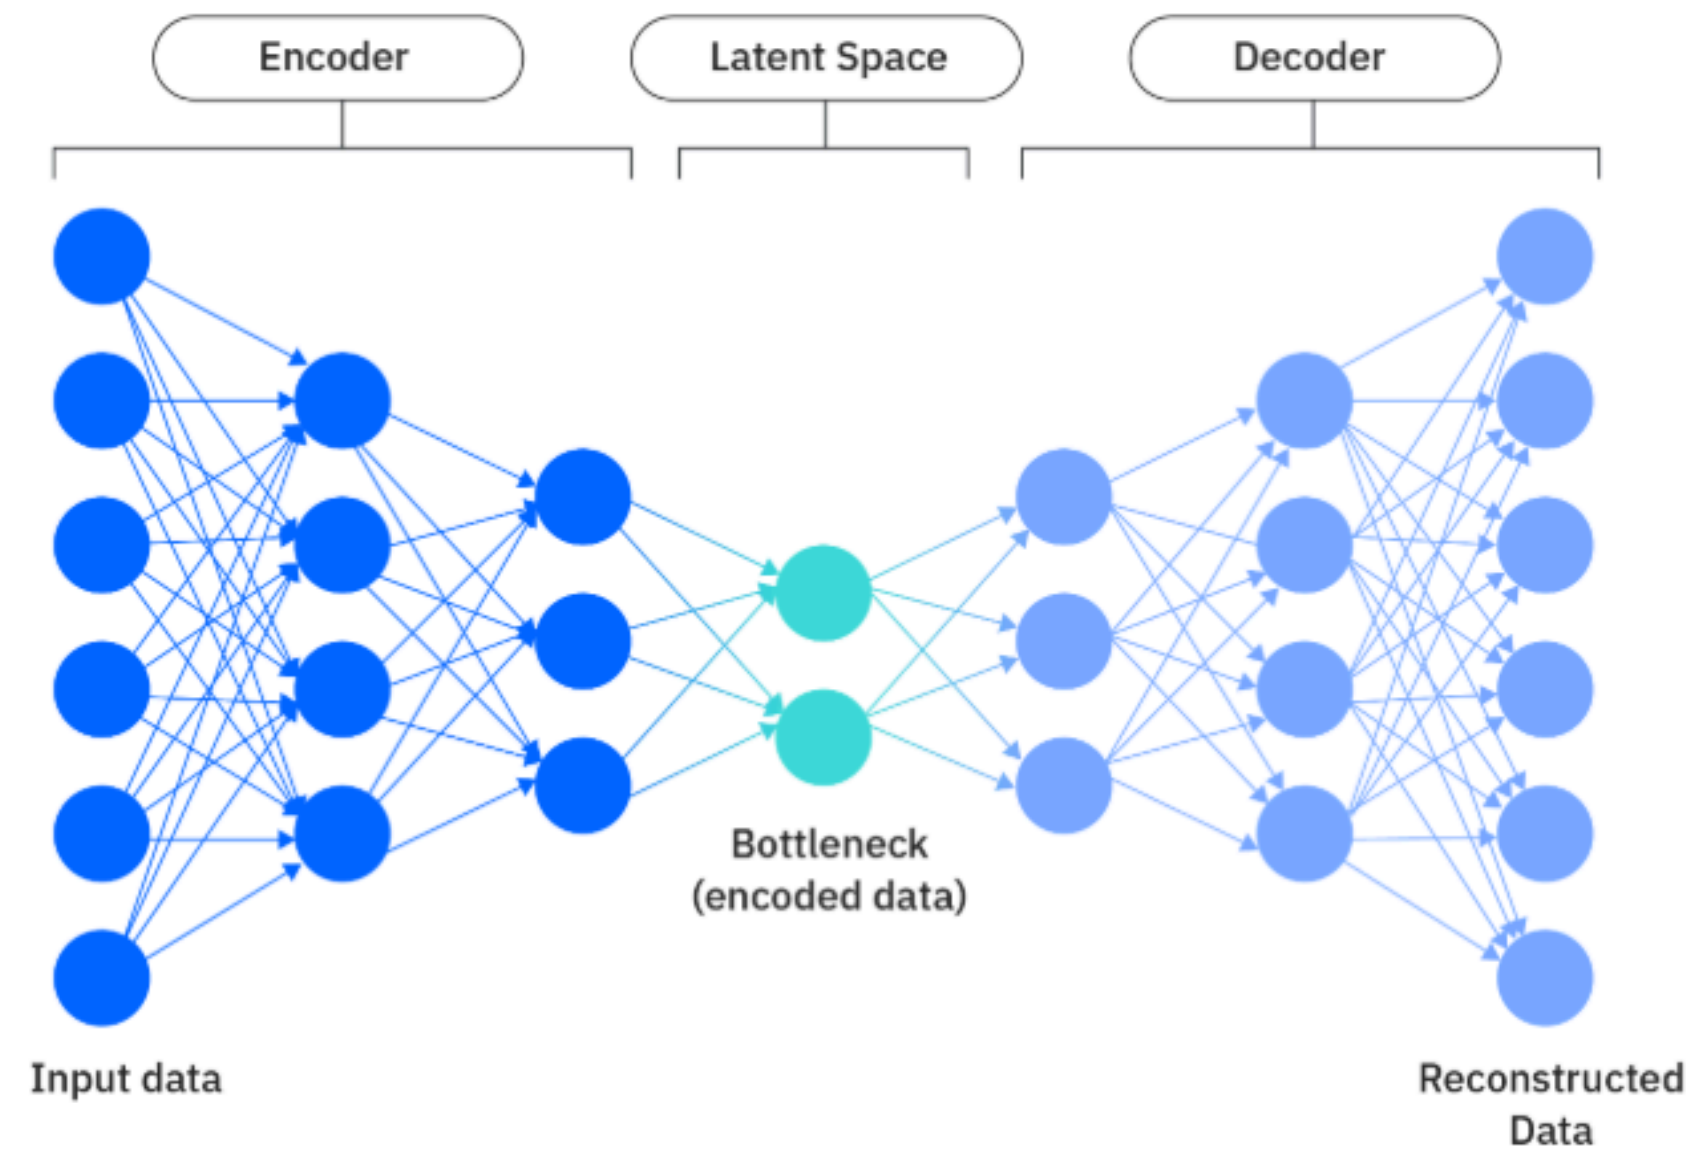 Encoder
Latent Space
Decoder
Bottleneck
(encoded data)
Input data
Reconstructed
Data